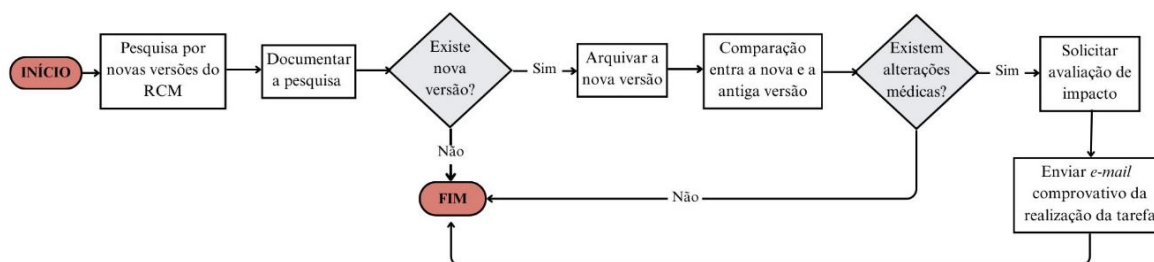 INÍCIO
Pesquisa por
novas versões do
RCM
Documentar
a pesquisa
Existe
nova
versão?
Sim
Arquivar a
nova versão
Comparação
entra a nova e a
antiga versão
Existem
alterações
médicas?
Sim
Solicitar
avaliação de
impacto
Não
Enviar e-mail
comprovativo da
realização da tarefa
Não
FIM